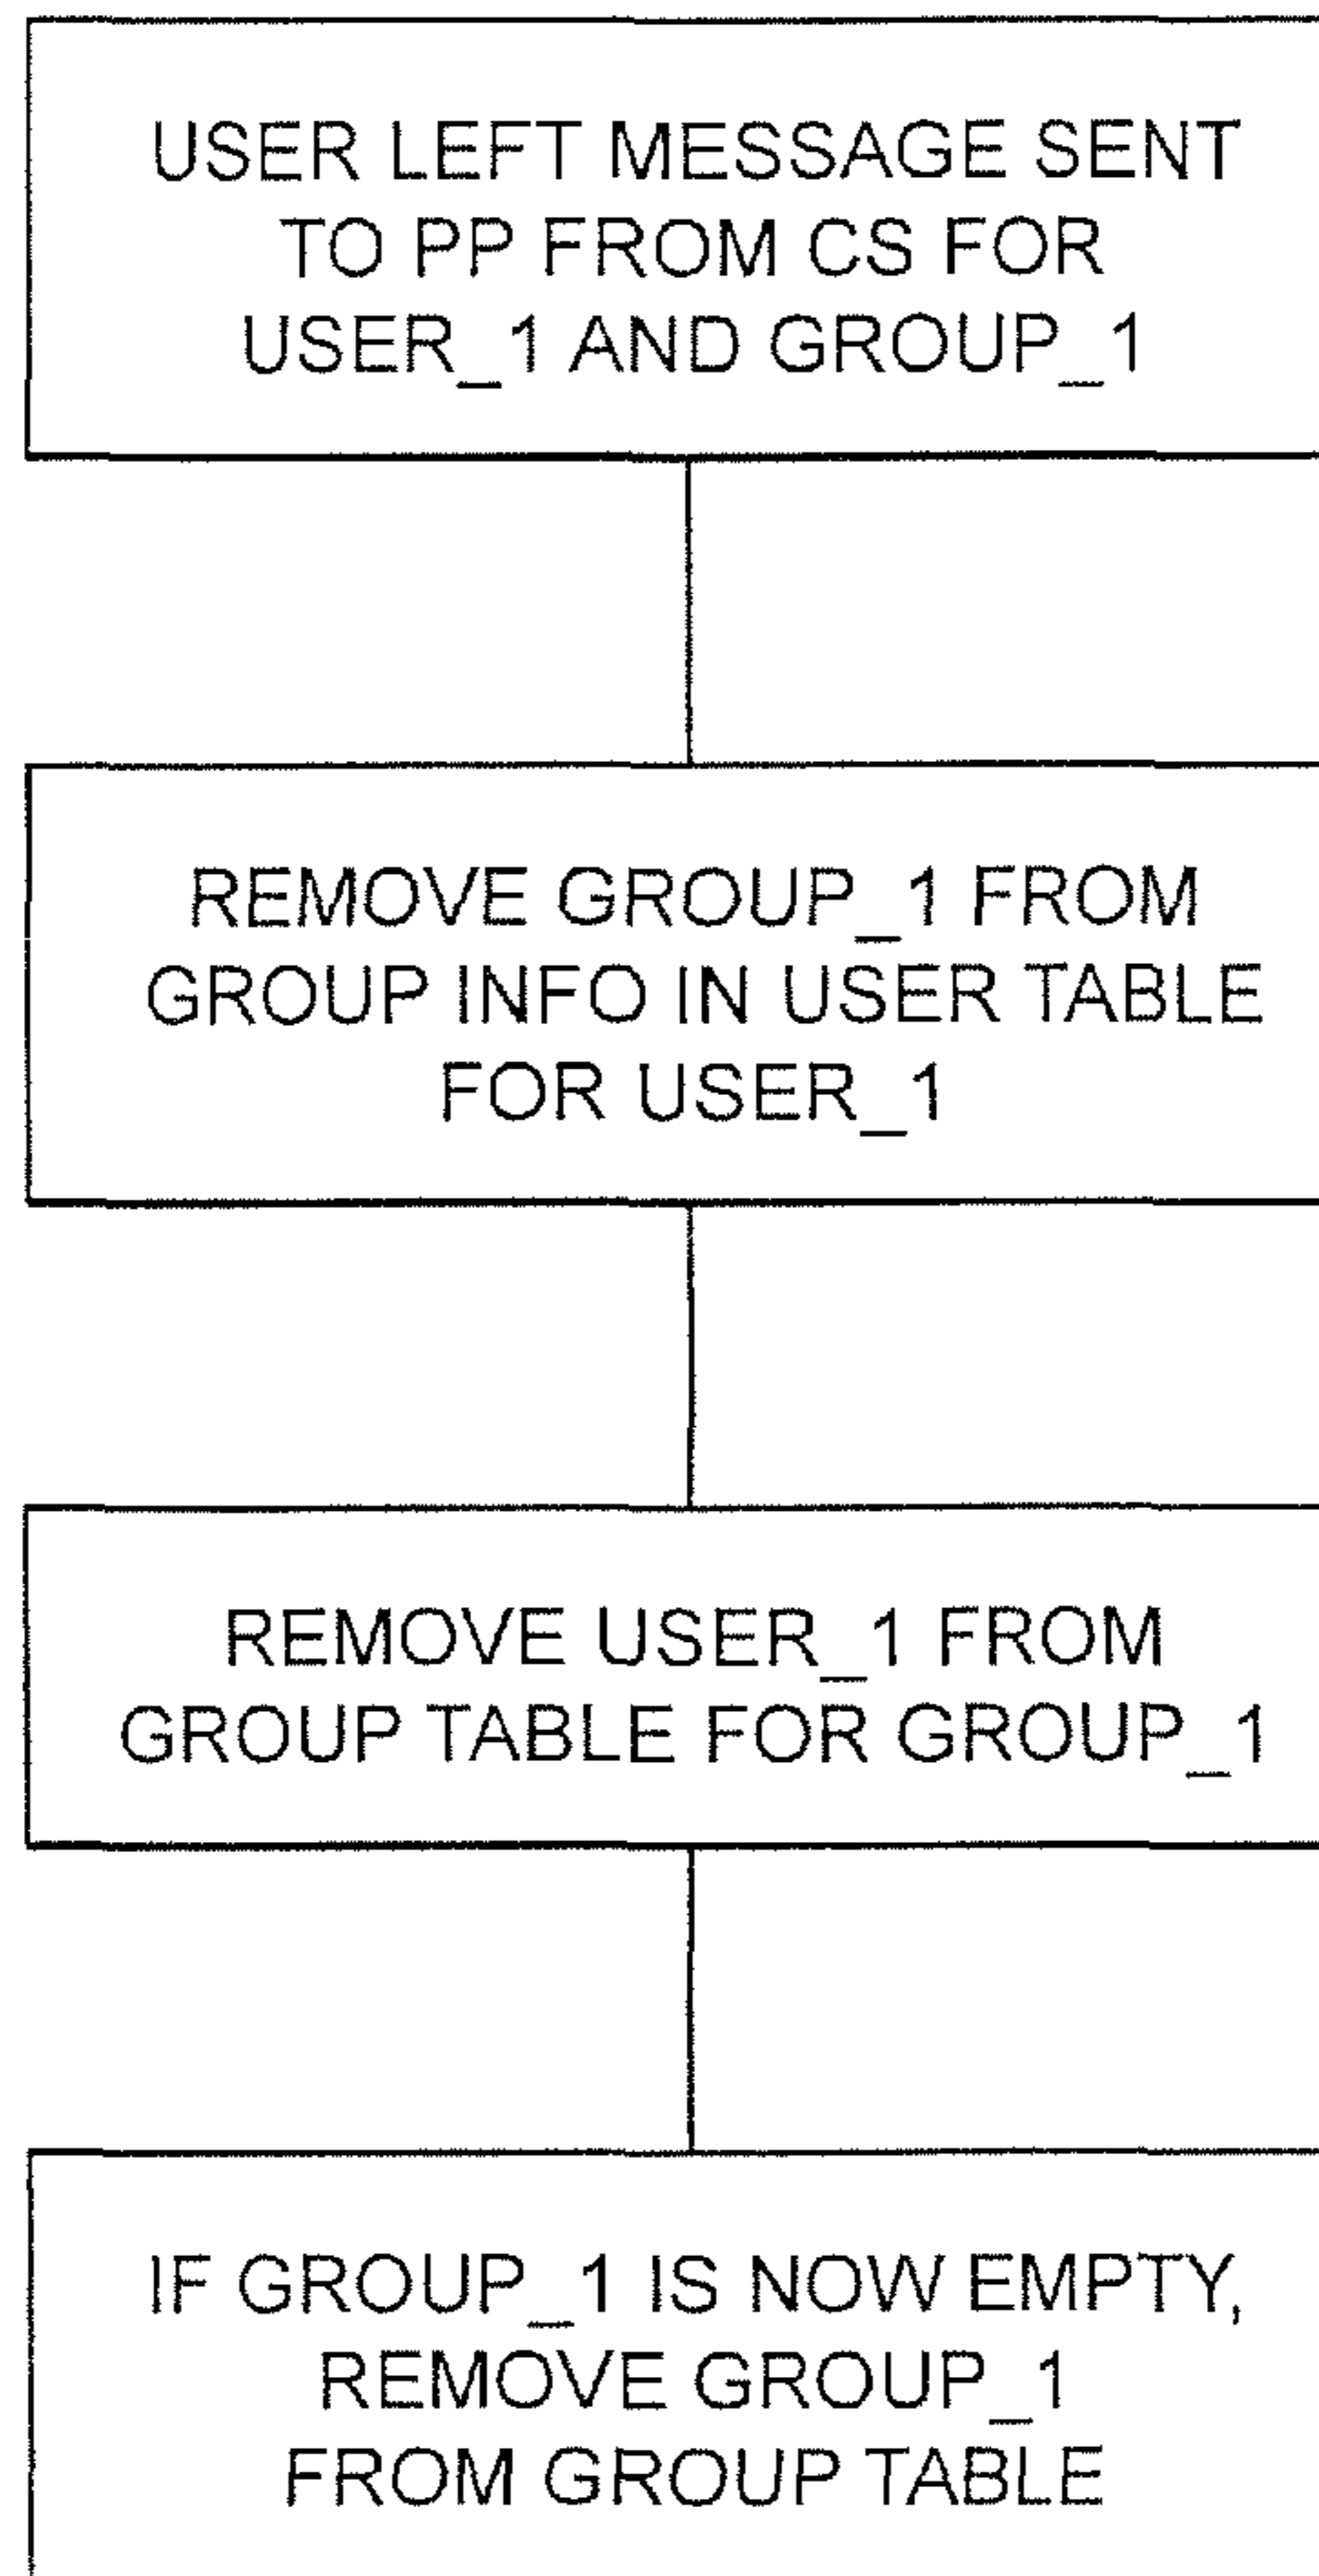 USER LEFT MESSAGE SENT
TO PP FROM CS FOR
USER_1 AND GROUP_1
REMOVE GROUP_1 FROM
GROUP INFO IN USER TABLE
FOR USER_1
REMOVE USER_1 FROM
GROUP TABLE FOR GROUP_1
IF GROUP_1 IS NOW EMPTY,
REMOVE GROUP_1
FROM GROUP TABLE